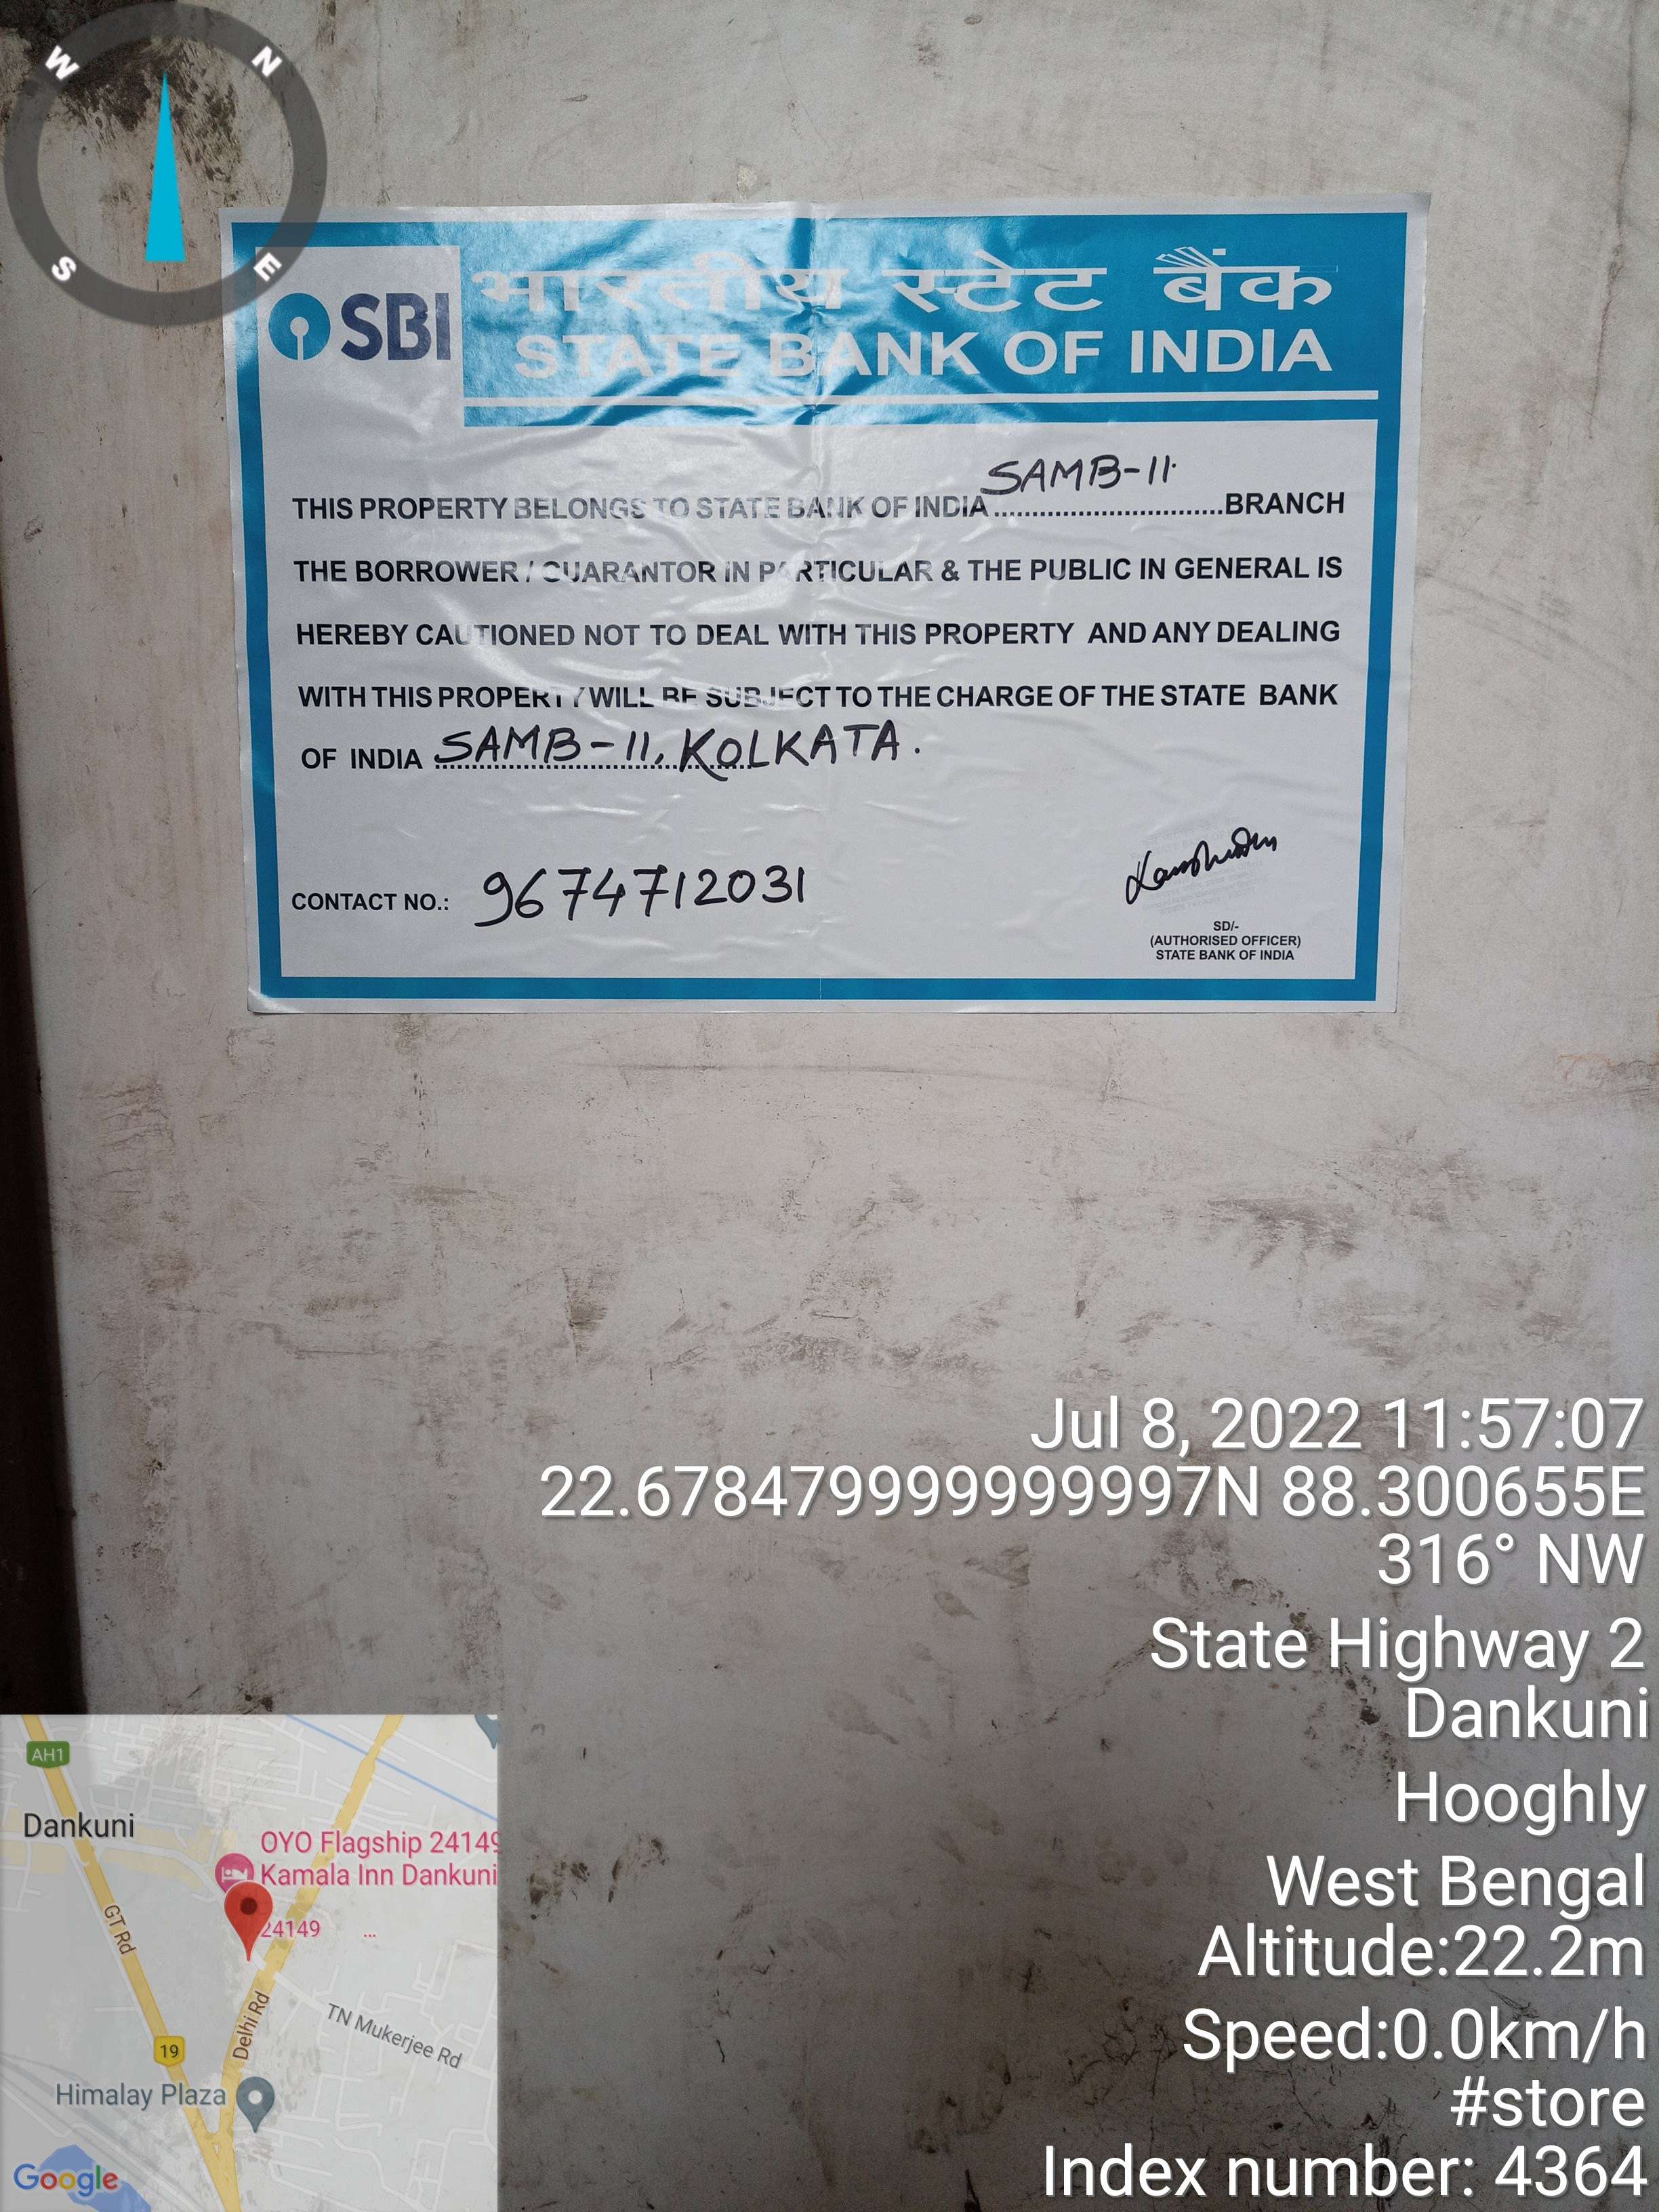 W
N
S
E
SBI
भारतीय स्टेट बैंक
STATE BANK OF INDIA
THIS PROPERTY BELONGS TO STATE BANK OF INDIA SAMB-II. BRANCH
THE BORROWER / GUARANTOR IN PARTICULAR & THE PUBLIC IN GENERAL IS
HEREBY CAUTIONED NOT TO DEAL WITH THIS PROPERTY AND ANY DEALING
WITH THIS PROPERTY WILL BE SUBJECT TO THE CHARGE OF THE STATE BANK
OF INDIA SAMB-II, KOLKATA.
CONTACT NO.: 9674712031
SD/-
(AUTHORISED OFFICER)
STATE BANK OF INDIA
Jul 8, 2022 11:57:07
22.678479999999997N 88.300655E
316° NW
State Highway 2
Dankuni
Hooghly
West Bengal
Altitude:22.2m
Speed:0.0km/h
#store
Index number: 4364
AH1
Dankuni
OYO Flagship 24149
Kamala Inn Dankuni
24149 ...
GT Rd
Delhi Rd
TN Mukerjee Rd
19
Himalay Plaza
Google